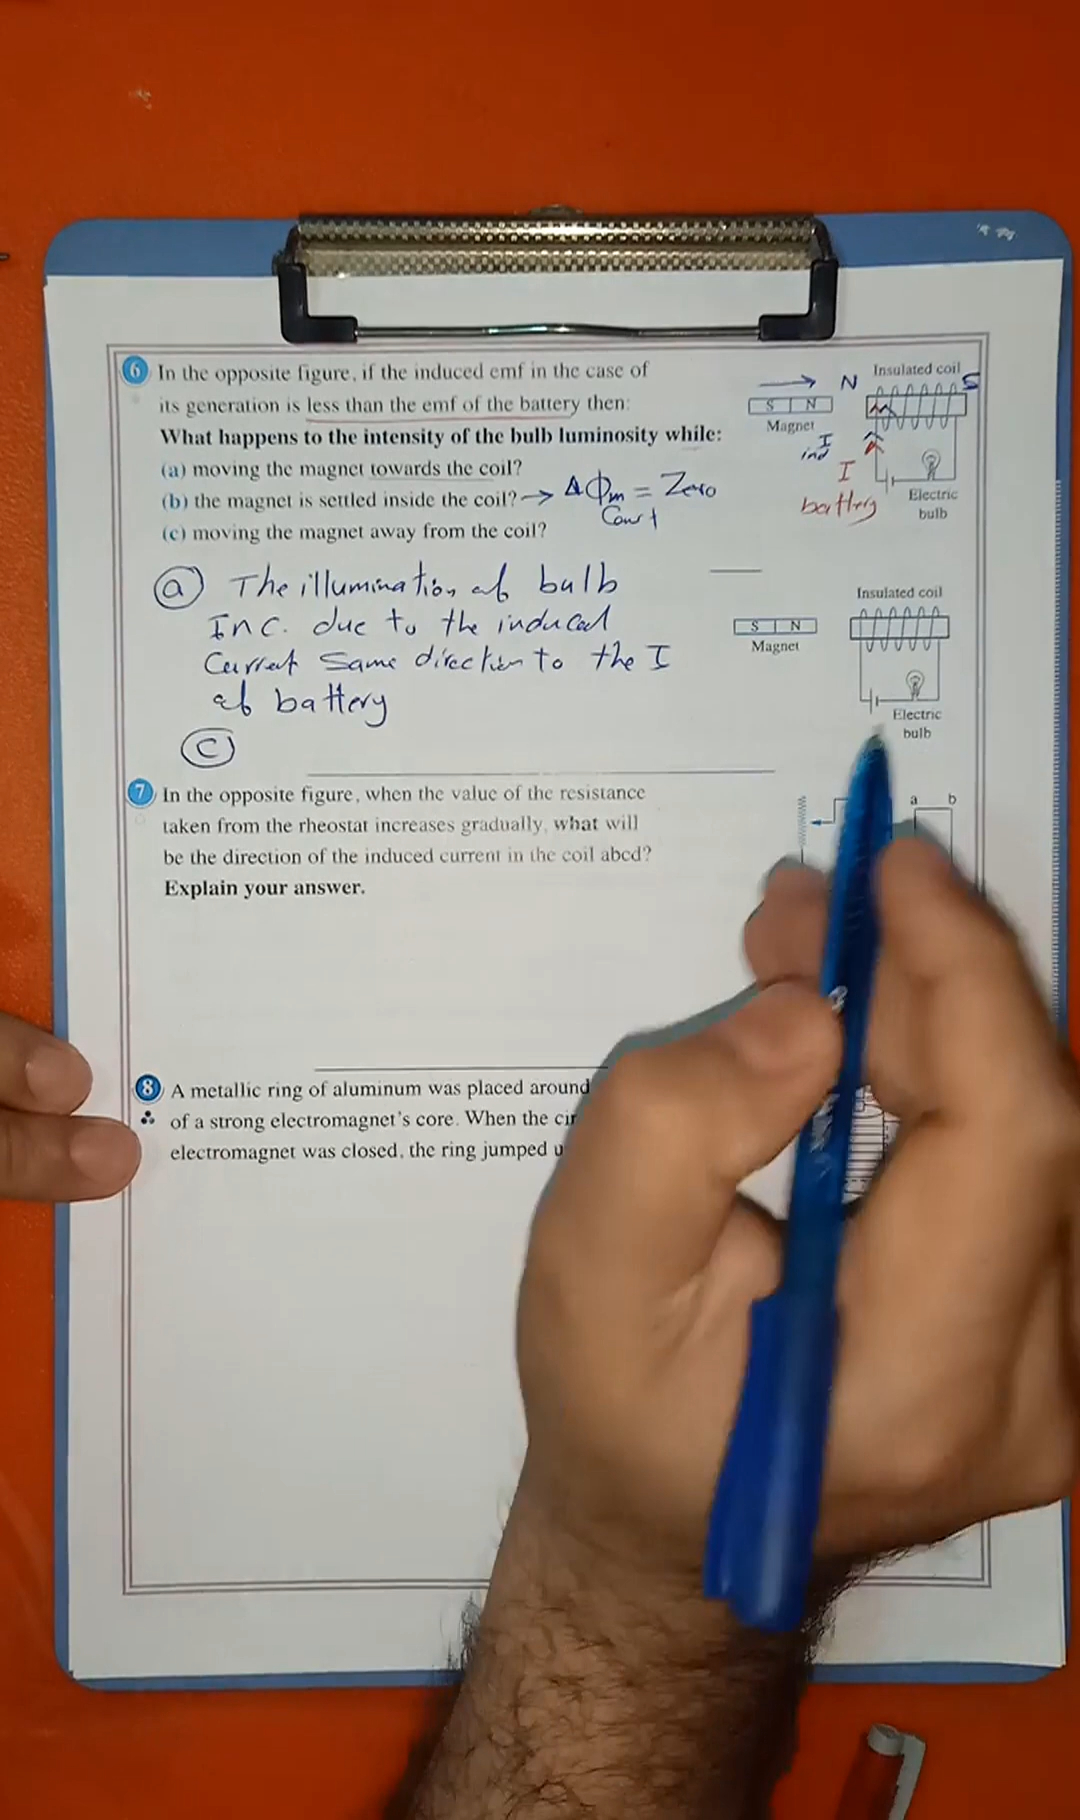 6 In the opposite figure, if the induced emf in the case of
its generation is less than the emf of the battery then:
What happens to the intensity of the bulb luminosity while:
(a) moving the magnet towards the coil?
(b) the magnet is settled inside the coil? → ΔΦm = Zero
(c) moving the magnet away from the coil?
Insulated coil
N S
S N
Magnet
I
ind
I
battery
Electric
bulb
a The illumination of bulb
Inc. due to the induced
Current Same direction to the I
of battery
C
Insulated coil
S N
Magnet
Electric
bulb
7 In the opposite figure, when the value of the resistance
taken from the rheostat increases gradually, what will
be the direction of the induced current in the coil abcd?
Explain your answer.
a b
8 A metallic ring of aluminum was placed around
of a strong electromagnet's core. When the
electromagnet was closed, the ring jumped